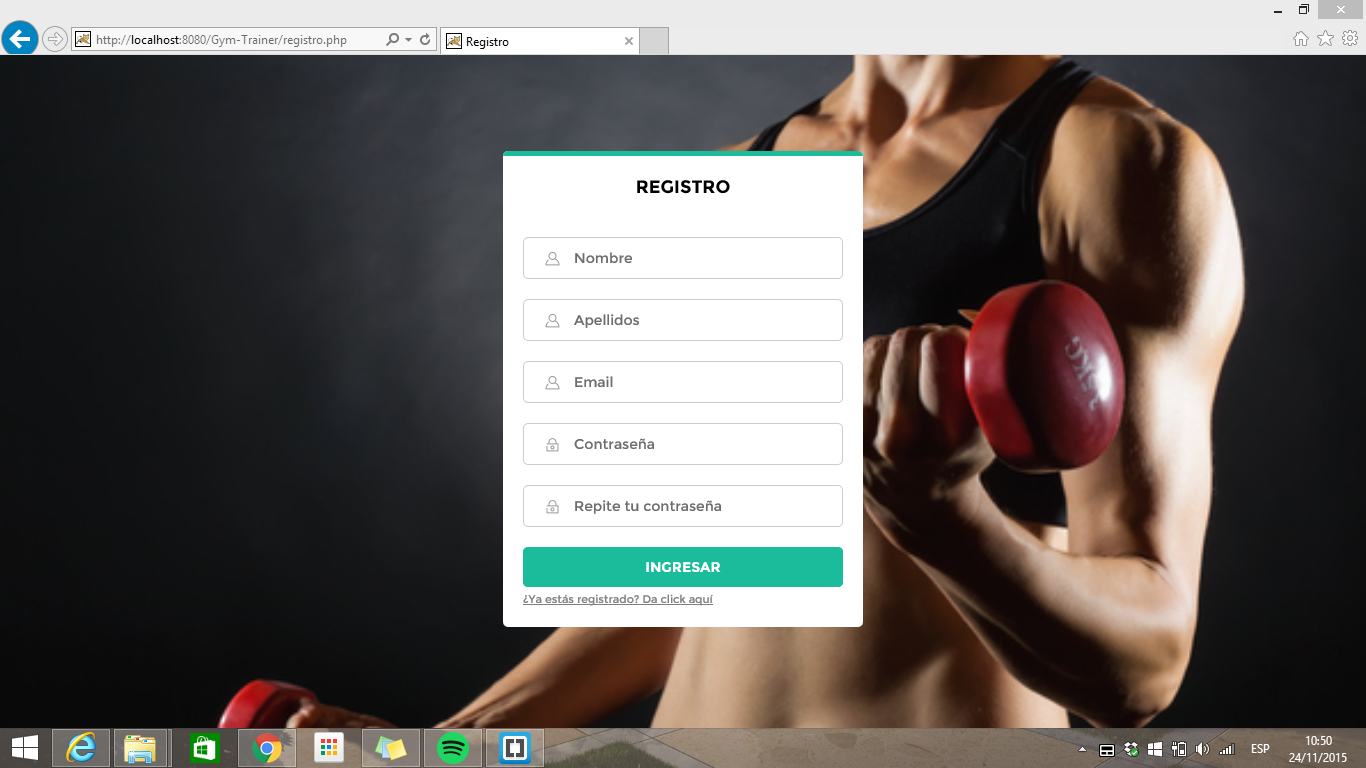 http://localhost:8080/Gym-Trainer/registro.php
Registro
REGISTRO
Nombre
Apellidos
Email
Contraseña
Repite tu contraseña
INGRESAR
¿Ya estás registrado? Da click aquí
ESP
10:50
24/11/2015